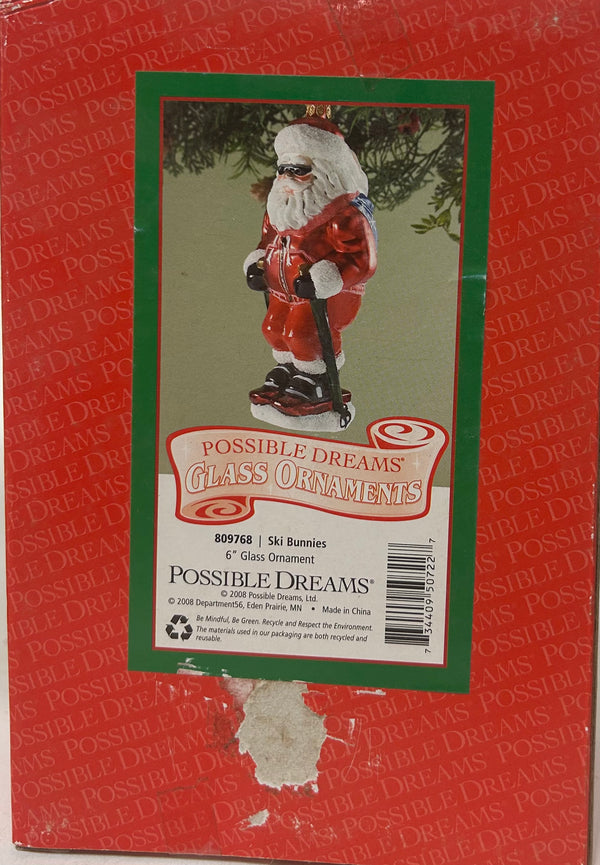 POSSIBLE DREAMS®
GLASS ORNAMENTS
809768 | Ski Bunnies
6" Glass Ornament
POSSIBLE DREAMS®
© 2008 Possible Dreams, Ltd.
© 2008 Department56, Eden Prairie, MN • Made in China
Be Mindful, Be Green. Recycle and Respect the Environment.
The materials used in our packaging are both recycled and
reusable.
7 34409 50722 7